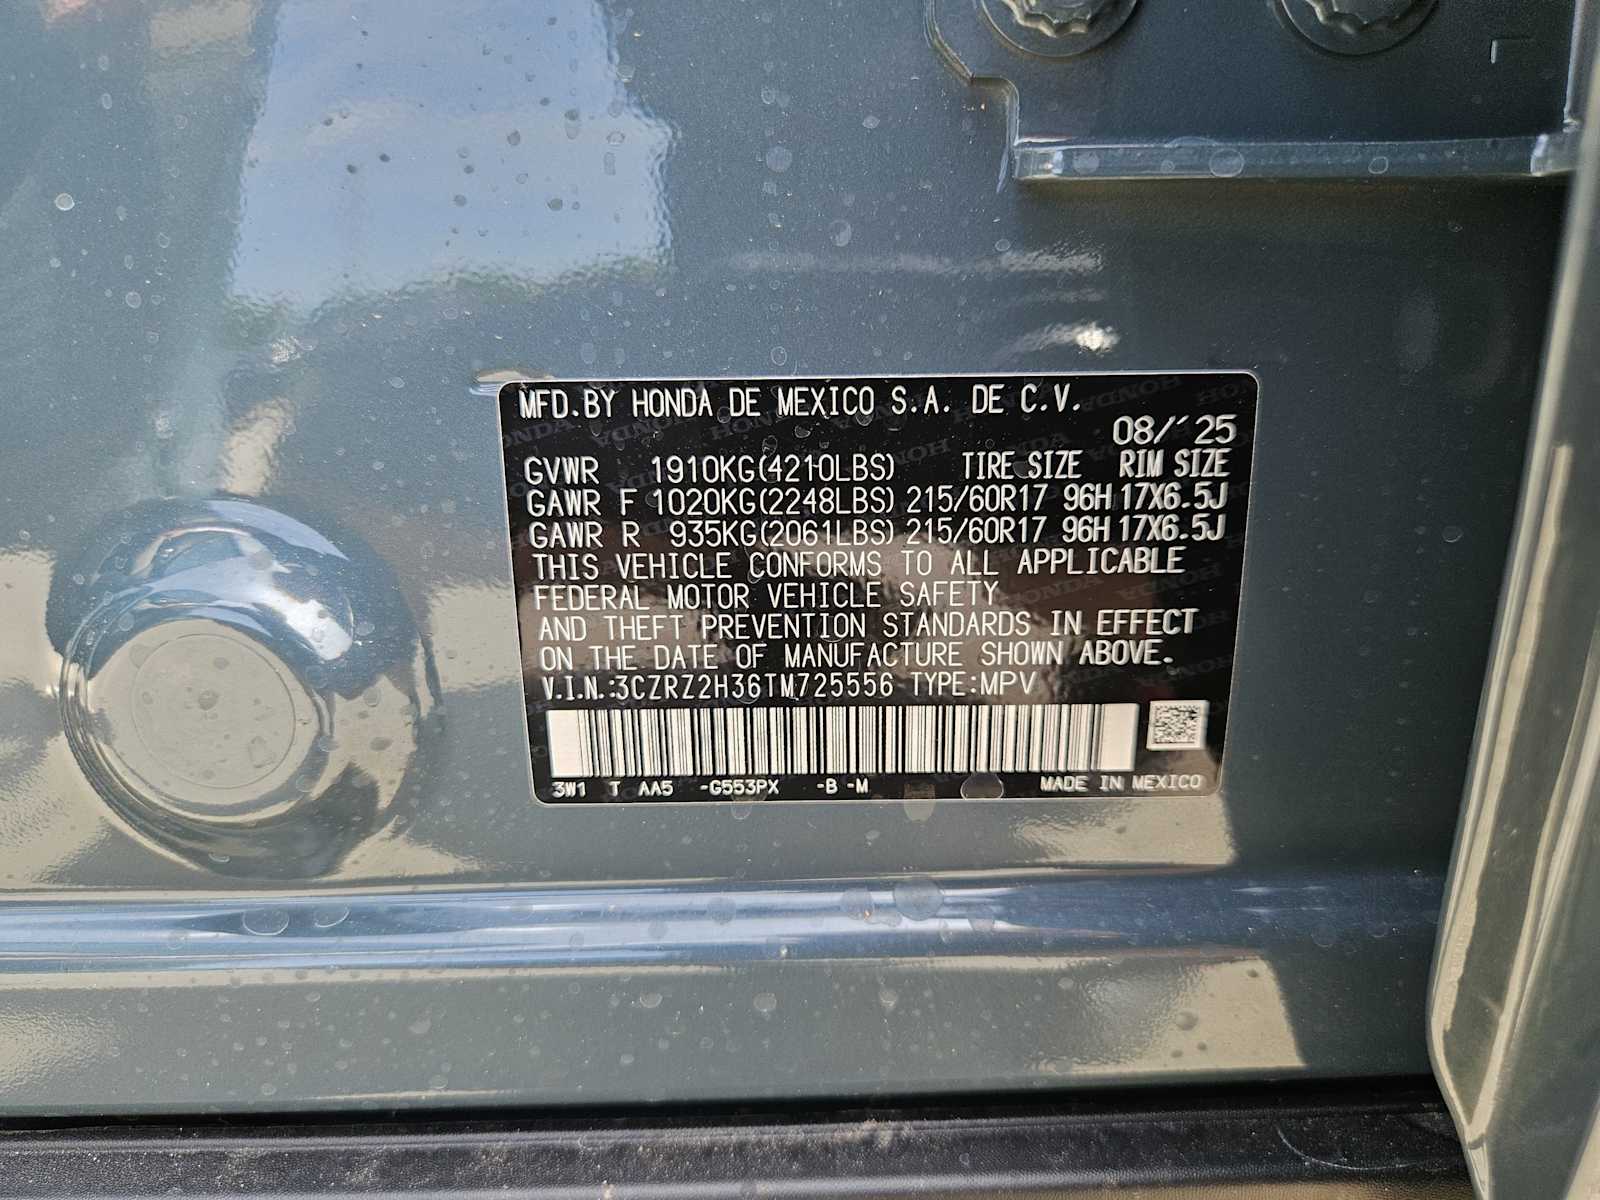 MFD.BY HONDA DE MEXICO S.A. DE C.V.
08/'25
GVWR 1910KG(4210LBS) TIRE SIZE RIM SIZE
GAWR F 1020KG(2248LBS) 215/60R17 96H 17X6.5J
GAWR R 935KG(2061LBS) 215/60R17 96H 17X6.5J
THIS VEHICLE CONFORMS TO ALL APPLICABLE
FEDERAL MOTOR VEHICLE SAFETY
AND THEFT PREVENTION STANDARDS IN EFFECT
ON THE DATE OF MANUFACTURE SHOWN ABOVE.
V.I.N.:3CZRZ2H36TM725556 TYPE:MPV
3W1 T AA5 -G553PX -B -M MADE IN MEXICO